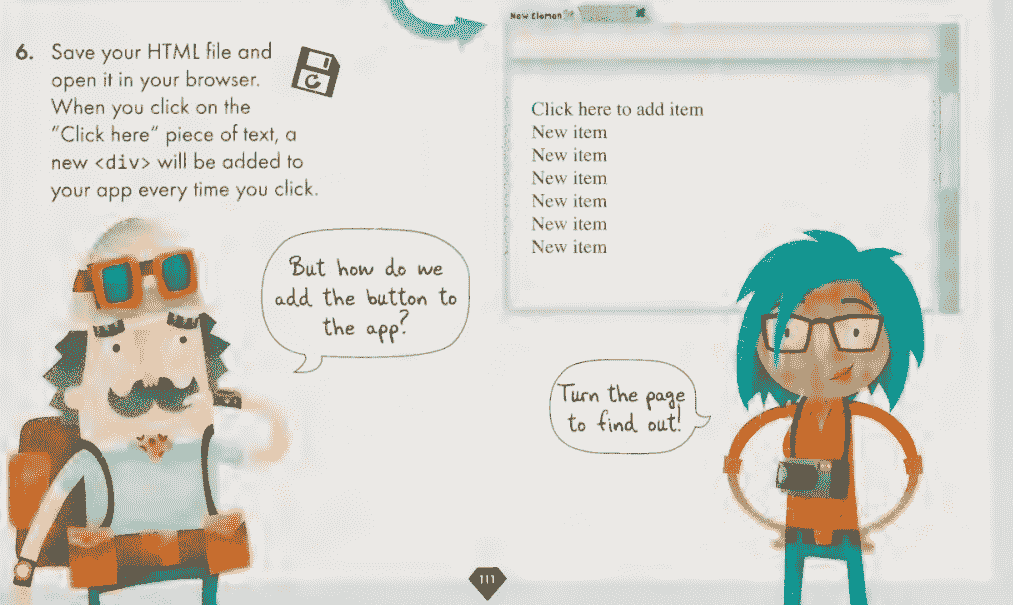 6. Save your HTML file and
open it in your browser.
When you click on the
"Click here" piece of text, a
new <div> will be added to
your app every time you click.
New Elemen
Click here to add item
New item
New item
New item
New item
New item
New item
But how do we
add the button to
the app?
Turn the page
to find out!
111